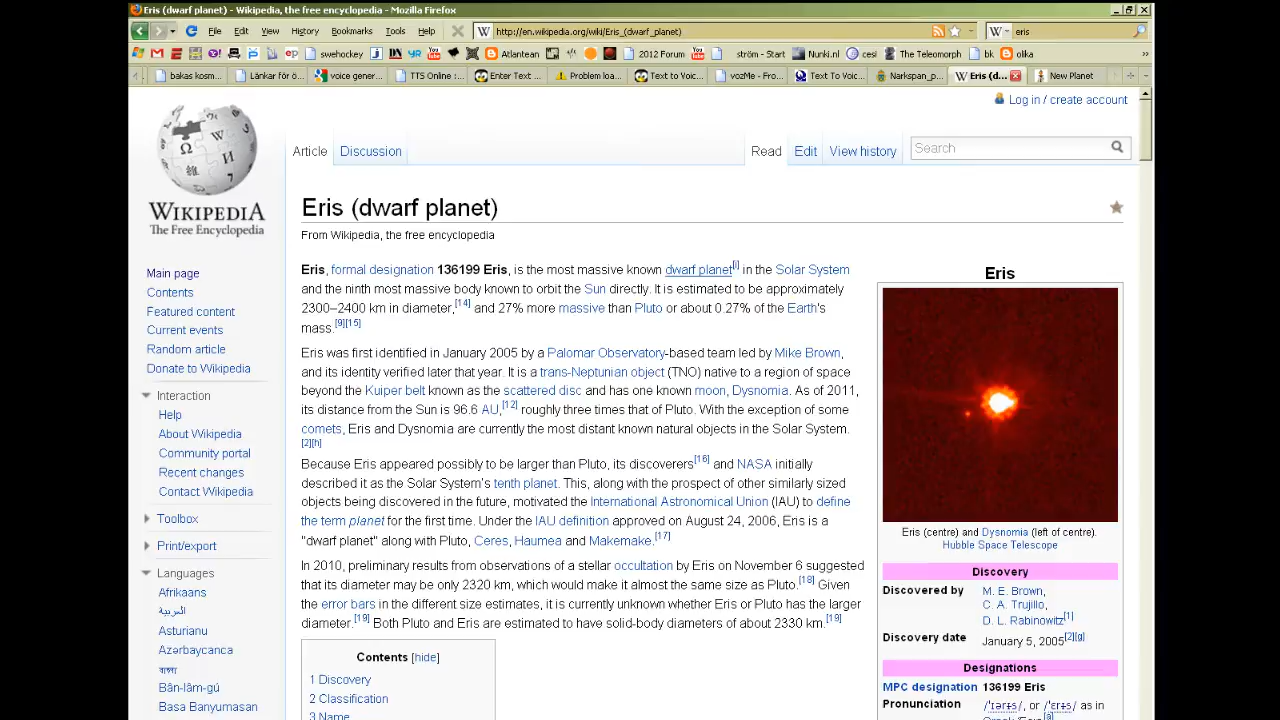 Eris (dwarf planet) - Wikipedia, the free encyclopedia - Mozilla Firefox
File Edit View History Bookmarks Tools Help
http://en.wikipedia.org/wiki/Eris_(dwarf_planet)
eris
swehockey
Atlantean
2012 Forum
ström - Start
Nunki.nl
cesi
The Teleomorph
bk
olka
bakas kosm...
Länkar för ö...
voice gener...
TTS Online :...
Enter Text ...
Problem loa...
Text to Voic...
vozMe - Fro...
Text To Voic...
Narkspan_p...
Eris (d...
New Planet
Log in / create account
Article Discussion
Read Edit View history
Search
WIKIPEDIA
The Free Encyclopedia
Main page
Contents
Featured content
Current events
Random article
Donate to Wikipedia
Interaction
Help
About Wikipedia
Community portal
Recent changes
Contact Wikipedia
Toolbox
Print/export
Languages
Afrikaans
العربية
Asturianu
Azərbaycanca
বাংলা
Bân-lâm-gú
Basa Banyumasan
Eris (dwarf planet)
From Wikipedia, the free encyclopedia
Eris, formal designation 136199 Eris, is the most massive known dwarf planet[i] in the Solar System
and the ninth most massive body known to orbit the Sun directly. It is estimated to be approximately
2300–2400 km in diameter,[14] and 27% more massive than Pluto or about 0.27% of the Earth's
mass.[9][15]
Eris was first identified in January 2005 by a Palomar Observatory-based team led by Mike Brown,
and its identity verified later that year. It is a trans-Neptunian object (TNO) native to a region of space
beyond the Kuiper belt known as the scattered disc and has one known moon, Dysnomia. As of 2011,
its distance from the Sun is 96.6 AU,[12] roughly three times that of Pluto. With the exception of some
comets, Eris and Dysnomia are currently the most distant known natural objects in the Solar System.
[2][h]
Because Eris appeared possibly to be larger than Pluto, its discoverers[16] and NASA initially
described it as the Solar System's tenth planet. This, along with the prospect of other similarly sized
objects being discovered in the future, motivated the International Astronomical Union (IAU) to define
the term planet for the first time. Under the IAU definition approved on August 24, 2006, Eris is a
"dwarf planet" along with Pluto, Ceres, Haumea and Makemake.[17]
In 2010, preliminary results from observations of a stellar occultation by Eris on November 6 suggested
that its diameter may be only 2320 km, which would make it almost the same size as Pluto.[18] Given
the error bars in the different size estimates, it is currently unknown whether Eris or Pluto has the larger
diameter.[19] Both Pluto and Eris are estimated to have solid-body diameters of about 2330 km.[19]
Contents [hide]
1 Discovery
2 Classification
3 Name
Eris
Eris (centre) and Dysnomia (left of centre).
Hubble Space Telescope
Discovery
Discovered by M. E. Brown,
C. A. Trujillo,
D. L. Rabinowitz[1]
Discovery date January 5, 2005[2][g]
Designations
MPC designation 136199 Eris
Pronunciation /ˈɪərɨs/, or /ˈɛrɨs/ as in